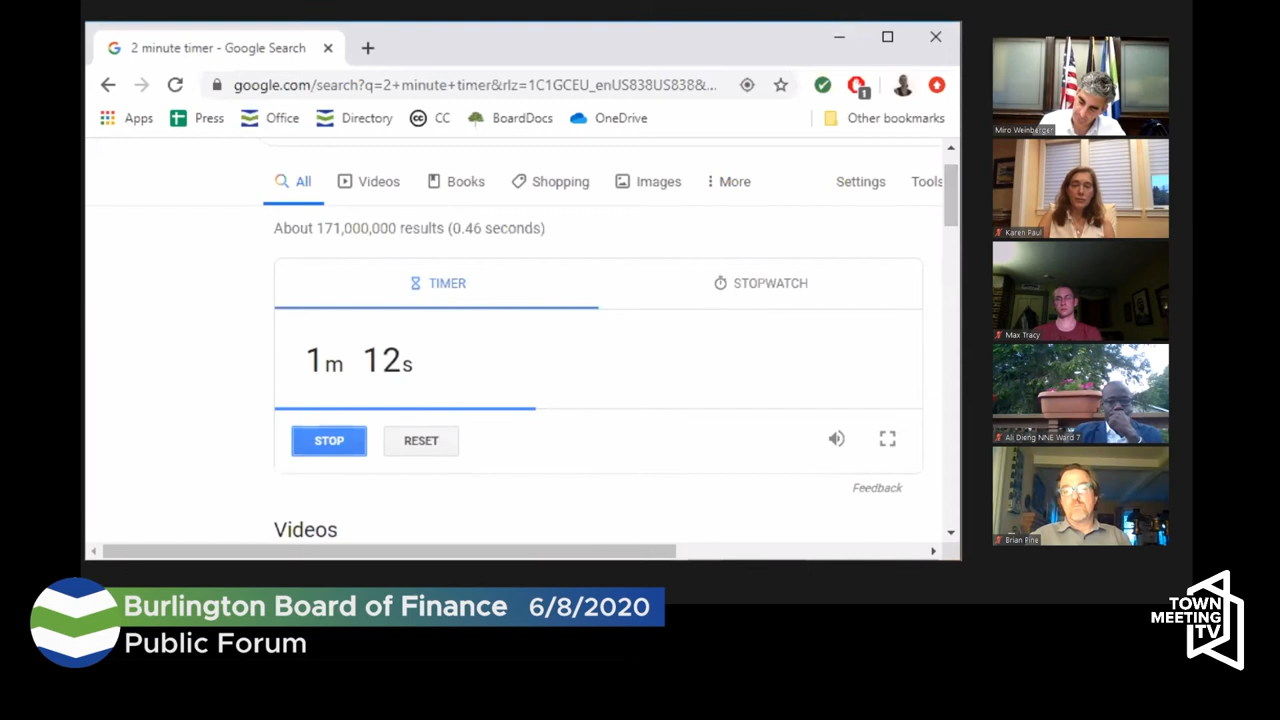 2 minute timer - Google Search
google.com/search?q=2+minute+timer&rlz=1C1GCEU_enUS838US838&...
1
Apps Press Office Directory CC BoardDocs OneDrive Other bookmarks
All Videos Books Shopping Images More Settings Tools
About 171,000,000 results (0.46 seconds)
TIMER STOPWATCH
1m 12s
STOP RESET
Feedback
Videos
Miro Weinberger
Karen Paul
Max Tracy
Ali Dieng NNE Ward 7
Brian Pine
Burlington Board of Finance 6/8/2020
Public Forum
TOWN
MEETING
TV